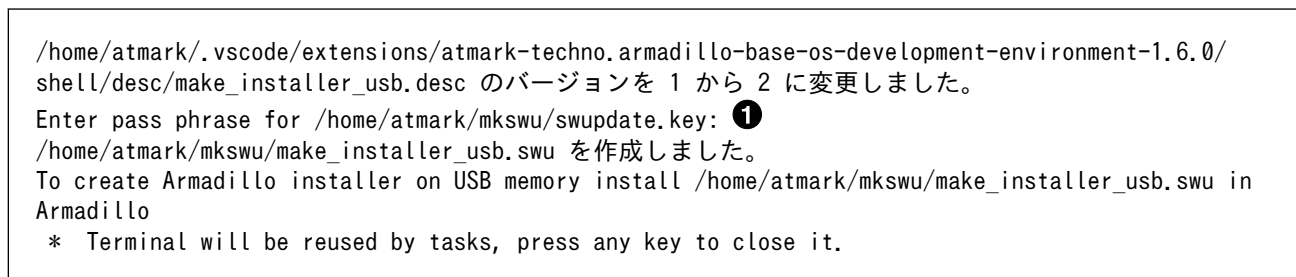 /home/atmark/.vscode/extensions/atmark-techno.armadillo-base-os-development-environment-1.6.0/
shell/desc/make_installer_usb.desc のバージョンを 1 から 2 に変更しました。
Enter pass phrase for /home/atmark/mkswu/swupdate.key: ❶
/home/atmark/mkswu/make_installer_usb.swu を作成しました。
To create Armadillo installer on USB memory install /home/atmark/mkswu/make_installer_usb.swu in
Armadillo
 *  Terminal will be reused by tasks, press any key to close it.